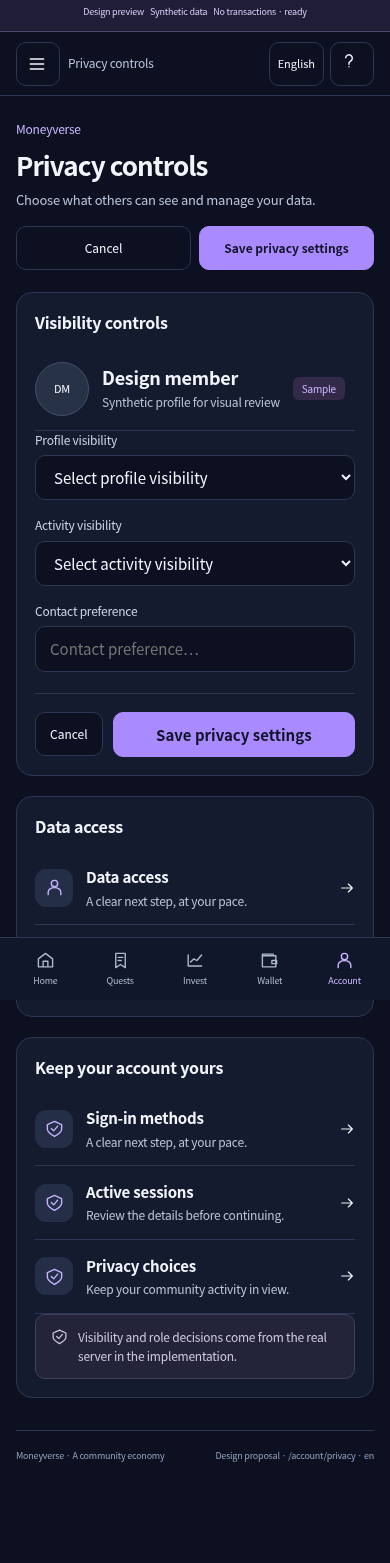 Design preview Synthetic data No transactions · ready
Privacy controls
English
?
Moneyverse
Privacy controls
Choose what others can see and manage your data.
Cancel
Save privacy settings
Visibility controls
DM
Design member
Synthetic profile for visual review
Sample
Profile visibility
Select profile visibility
Activity visibility
Select activity visibility
Contact preference
Contact preference…
Cancel
Save privacy settings
Data access
Data access
A clear next step, at your pace.
Home
Quests
Invest
Wallet
Account
Keep your account yours
Sign-in methods
A clear next step, at your pace.
Active sessions
Review the details before continuing.
Privacy choices
Keep your community activity in view.
Visibility and role decisions come from the real
server in the implementation.
Moneyverse · A community economy
Design proposal · /account/privacy · en